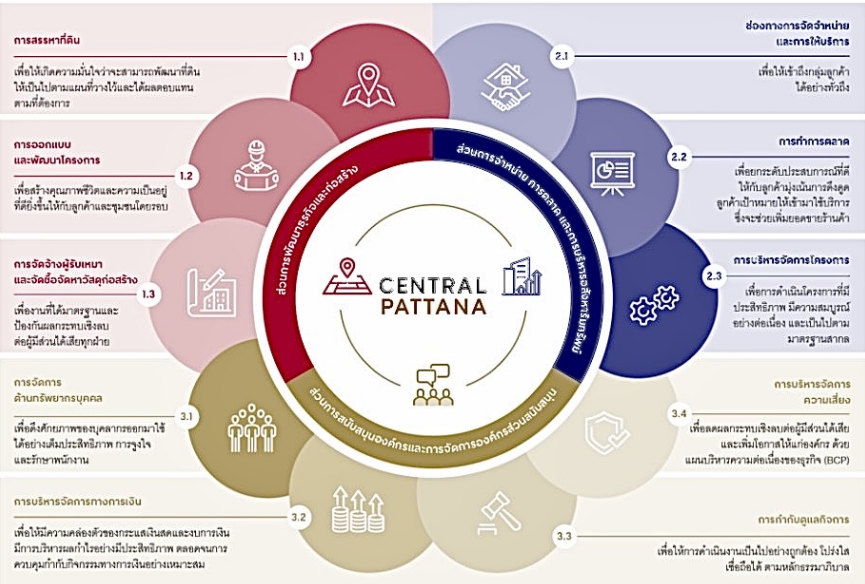 การสรรหาที่ดิน
1.1
เพื่อให้เกิดความมั่นใจว่าจะสามารถพัฒนาที่ดิน
ให้เป็นไปตามแผนที่วางไว้และได้ผลตอบแทน
ตามที่ต้องการ
การออกแบบ
และพัฒนาโครงการ
1.2
เพื่อสร้างคุณภาพชีวิตและความเป็นอยู่
ที่ดียิ่งขึ้นให้กับลูกค้าและชุมชนโดยรอบ
การจัดจ้างผู้รับเหมา
และจัดซื้อจัดหาวัสดุก่อสร้าง
1.3
เพื่องานที่ได้มาตรฐานและ
ป้องกันผลกระทบเชิงลบ
ต่อผู้มีส่วนได้เสียทุกฝ่าย
ช่องทางการจัดจำหน่าย
และการให้บริการ
2.1
เพื่อให้เข้าถึงกลุ่มลูกค้า
ได้อย่างทั่วถึง
การทำการตลาด
2.2
เพื่อยกระดับประสบการณ์ที่ดี
ให้กับลูกค้ามุ่งเน้นการดึงดูด
ลูกค้าเป้าหมายให้เข้ามาใช้บริการ
ซึ่งจะช่วยเพิ่มยอดขายร้านค้า
การบริหารจัดการโครงการ
2.3
เพื่อการดำเนินโครงการที่มี
ประสิทธิภาพ มีความสมบูรณ์
อย่างต่อเนื่อง และเป็นไปตาม
มาตรฐานสากล
ส่วนการพัฒนาธุรกิจและก่อสร้าง
ส่วนการจำหน่าย การตลาด และการบริหารอสังหาริมทรัพย์
CENTRAL
PATTANA
ส่วนการสนับสนุนองค์กรและการจัดการองค์กรส่วนสนับสนุน
การจัดการ
ด้านทรัพยากรบุคคล
3.1
เพื่อดึงศักยภาพของบุคลากรออกมาใช้
ได้อย่างเต็มประสิทธิภาพ การจูงใจ
และรักษาพนักงาน
การบริหารจัดการทางการเงิน
3.2
เพื่อให้มีความคล่องตัวของกระแสเงินสดและงบการเงิน
มีการบริหารผลกำไรอย่างมีประสิทธิภาพ ตลอดจนการ
ควบคุมกำกับกิจกรรมทางการเงินอย่างเหมาะสม
การบริหารจัดการ
ความเสี่ยง
3.4
เพื่อลดผลกระทบเชิงลบต่อผู้มีส่วนได้เสีย
และเพิ่มโอกาสให้แก่องค์กร ด้วย
แผนบริหารความต่อเนื่องของธุรกิจ (BCP)
การกำกับดูแลกิจการ
3.3
เพื่อให้การดำเนินงานเป็นไปอย่างถูกต้อง โปร่งใส
เชื่อถือได้ ตามหลักธรรมาภิบาล